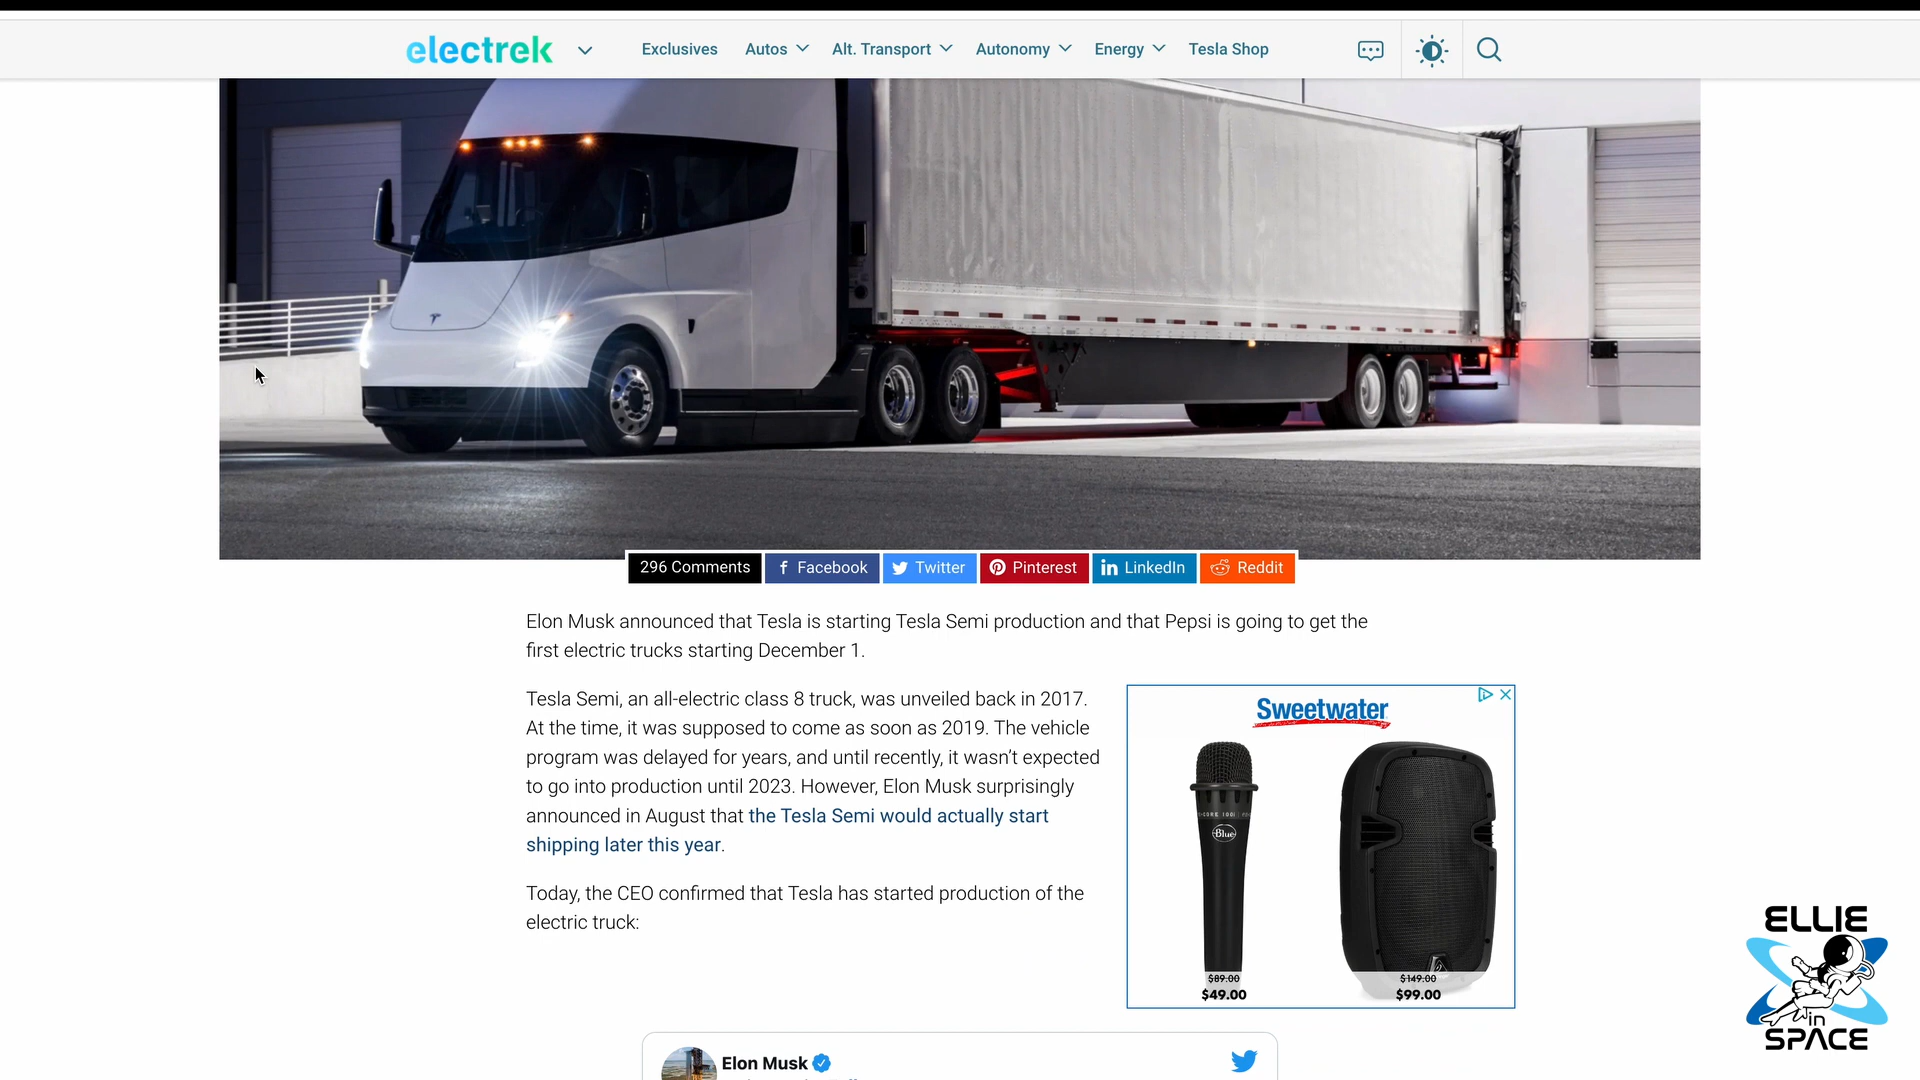 electrek
Exclusives Autos Alt. Transport Autonomy Energy Tesla Shop
296 Comments Facebook Twitter Pinterest LinkedIn Reddit
Elon Musk announced that Tesla is starting Tesla Semi production and that Pepsi is going to get the
first electric trucks starting December 1.
Tesla Semi, an all-electric class 8 truck, was unveiled back in 2017.
At the time, it was supposed to come as soon as 2019. The vehicle
program was delayed for years, and until recently, it wasn’t expected
to go into production until 2023. However, Elon Musk surprisingly
announced in August that the Tesla Semi would actually start
shipping later this year.
Today, the CEO confirmed that Tesla has started production of the
electric truck:
Sweetwater
Blue
$89.00 $149.00
$49.00 $99.00
Elon Musk
ELLIE
in
SPACE